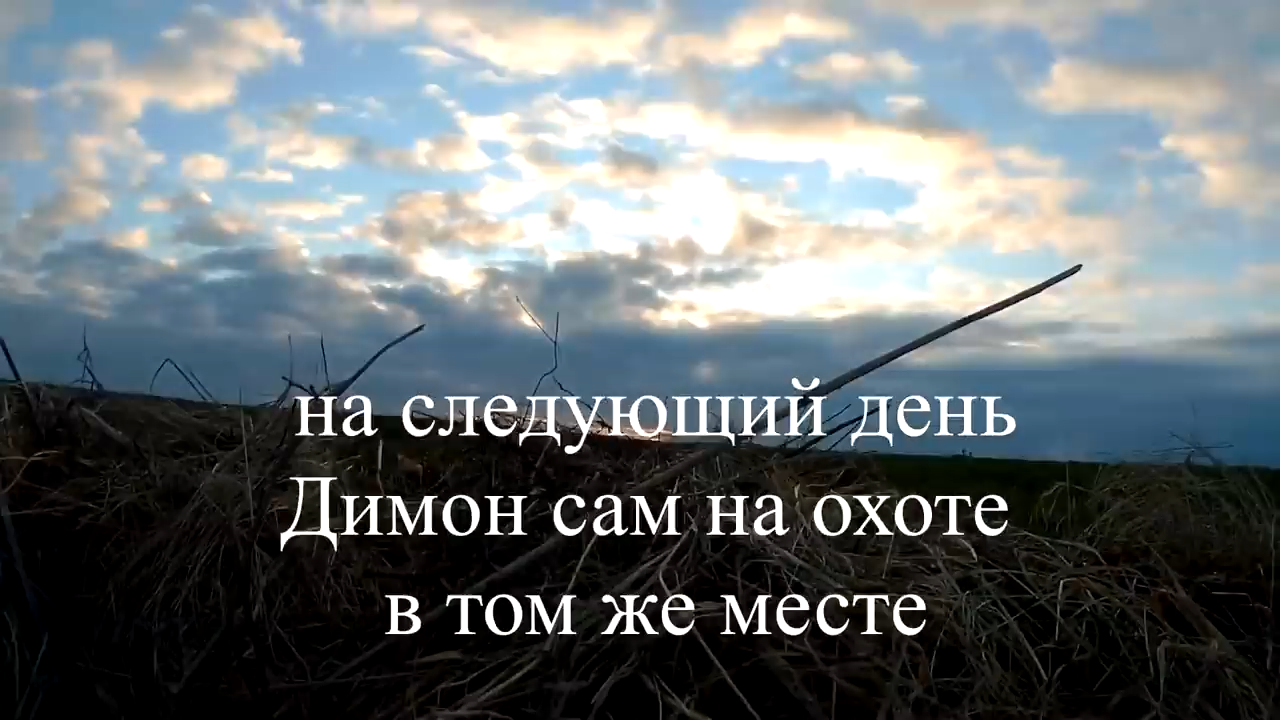 на следующий день
Димон сам на охоте
в том же месте